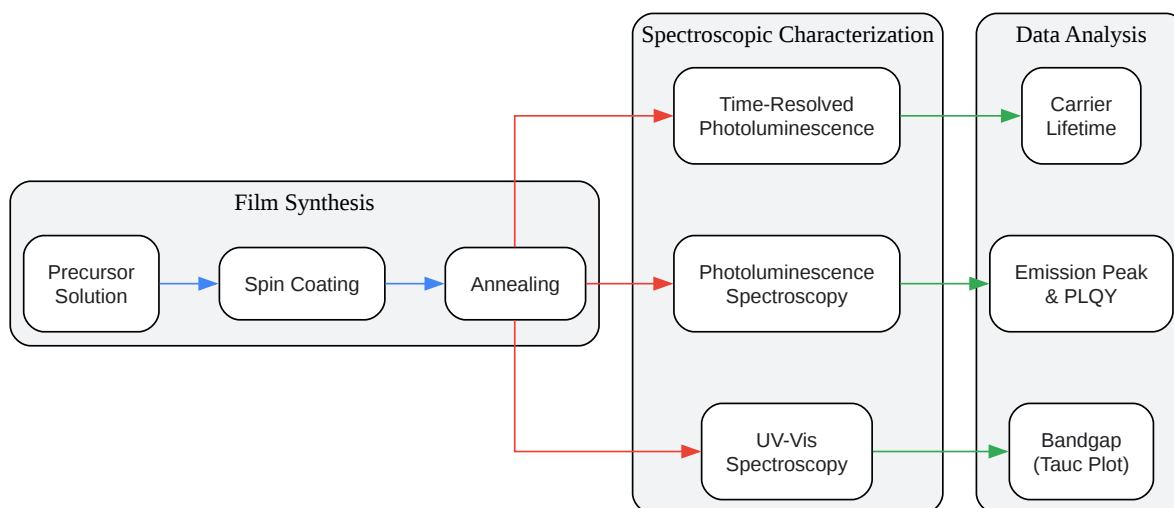 Film Synthesis
Precursor
Solution
Spin Coating
Annealing
Spectroscopic Characterization
Time-Resolved
Photoluminescence
Photoluminescence
Spectroscopy
UV-Vis
Spectroscopy
Data Analysis
Carrier
Lifetime
Emission Peak
& PLQY
Bandgap
(Tauc Plot)